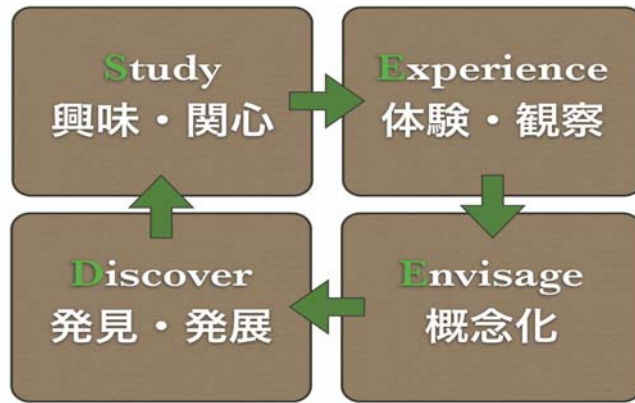 Study
興味・関心
Experience
体験・観察
Envisage
概念化
Discover
発見・発展